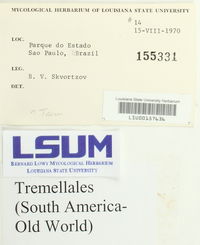 MYCOLOGICAL HERBARIUM OF LOUISIANA STATE UNIVERSITY
# 14
LOC. 15-VIII-1970
Parque do Estado
Sao Paulo, Brazil
155331
LEG.
B. V. Skvortzov
DET.
Louisiana State University Herbarium
LSU00157634
LSUM
BERNARD LOWY MYCOLOGICAL HERBARIUM
LOUISIANA STATE UNIVERSITY
Tremellales
(South America-
Old World)